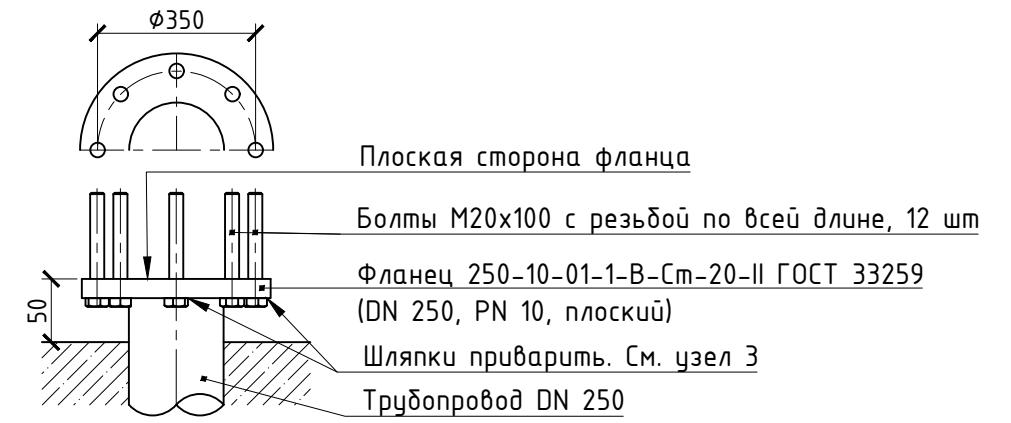 ⌀350
Плоская сторона фланца
Болты М20х100 с резьбой по всей длине, 12 шт
Фланец 250-10-01-1-В-Ст-20-II ГОСТ 33259
(DN 250, PN 10, плоский)
50
Шляпки приварить. См. узел 3
Трубопровод DN 250